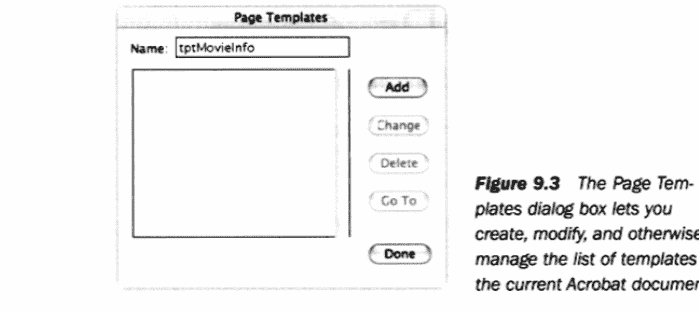 Page Templates
Name: tptMovieInfo
Add
Change
Delete
Go To
Done
Figure 9.3 The Page Tem-
plates dialog box lets you
create, modify, and otherwise
manage the list of templates
the current Acrobat documen